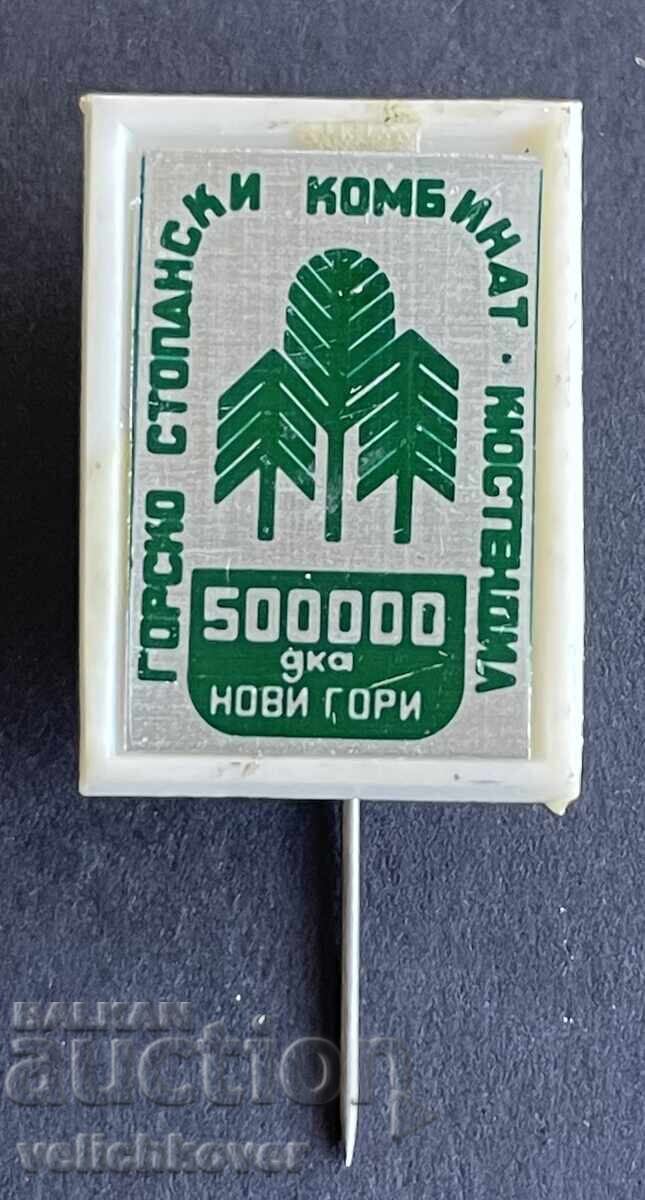 ГОРСКО СТОПАНСКИ КОМБИНАТ · КЮСТЕНДИЛ
500000
дка
НОВИ ГОРИ
BALKAN
auction
velichkover